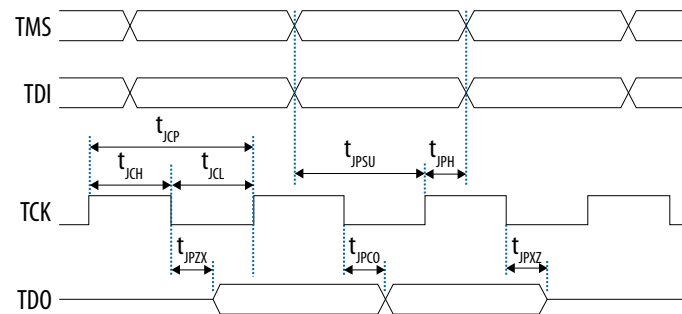 TMS
TDI
tJCP
tJCH tJCL tJPSU tJPH
TCK
tJPZX tJPCO tJPXZ
TDO